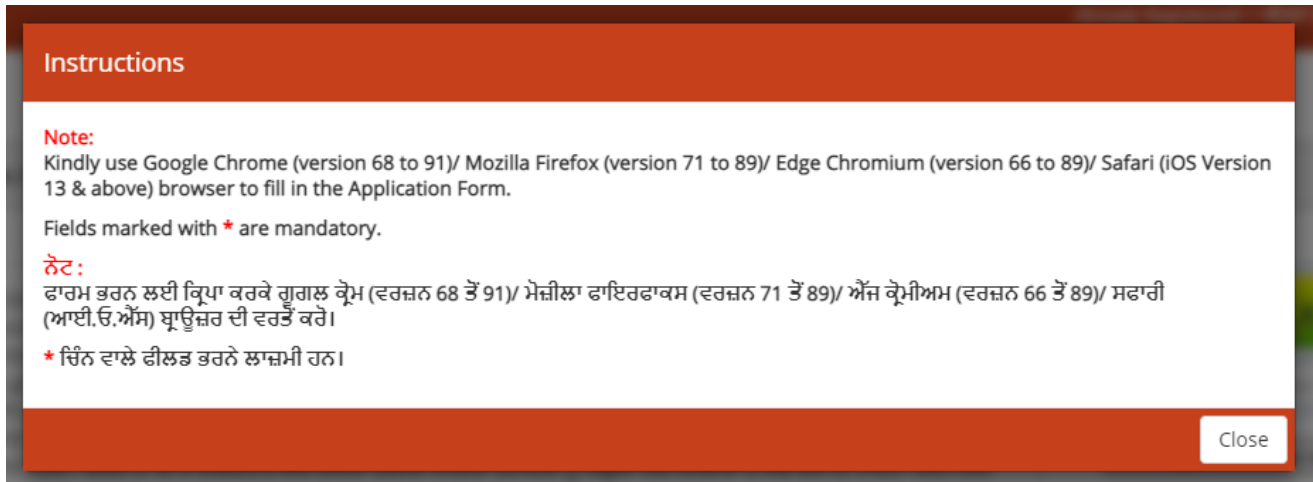 Instructions
Note:
Kindly use Google Chrome (version 68 to 91)/ Mozilla Firefox (version 71 to 89)/ Edge Chromium (version 66 to 89)/ Safari (iOS Version
13 & above) browser to fill in the Application Form.
Fields marked with * are mandatory.
ਨੋਟ :
ਫਾਰਮ ਭਰਨ ਲਈ ਕ੍ਰਿਪਾ ਕਰਕੇ ਗੂਗਲ ਕ੍ਰੋਮ (ਵਰਜ਼ਨ 68 ਤੋਂ 91)/ ਮੋਜ਼ੀਲਾ ਫਾਇਰਫਾਕਸ (ਵਰਜ਼ਨ 71 ਤੋਂ 89)/ ਐੱਜ ਕ੍ਰੋਮੀਅਮ (ਵਰਜ਼ਨ 66 ਤੋਂ 89)/ ਸਫਾਰੀ
(ਆਈ.ਓ.ਐੱਸ) ਬ੍ਰਾਊਜ਼ਰ ਦੀ ਵਰਤੋਂ ਕਰੋ।
* ਚਿੰਨ ਵਾਲੇ ਫੀਲਡ ਭਰਨੇ ਲਾਜ਼ਮੀ ਹਨ।
Close